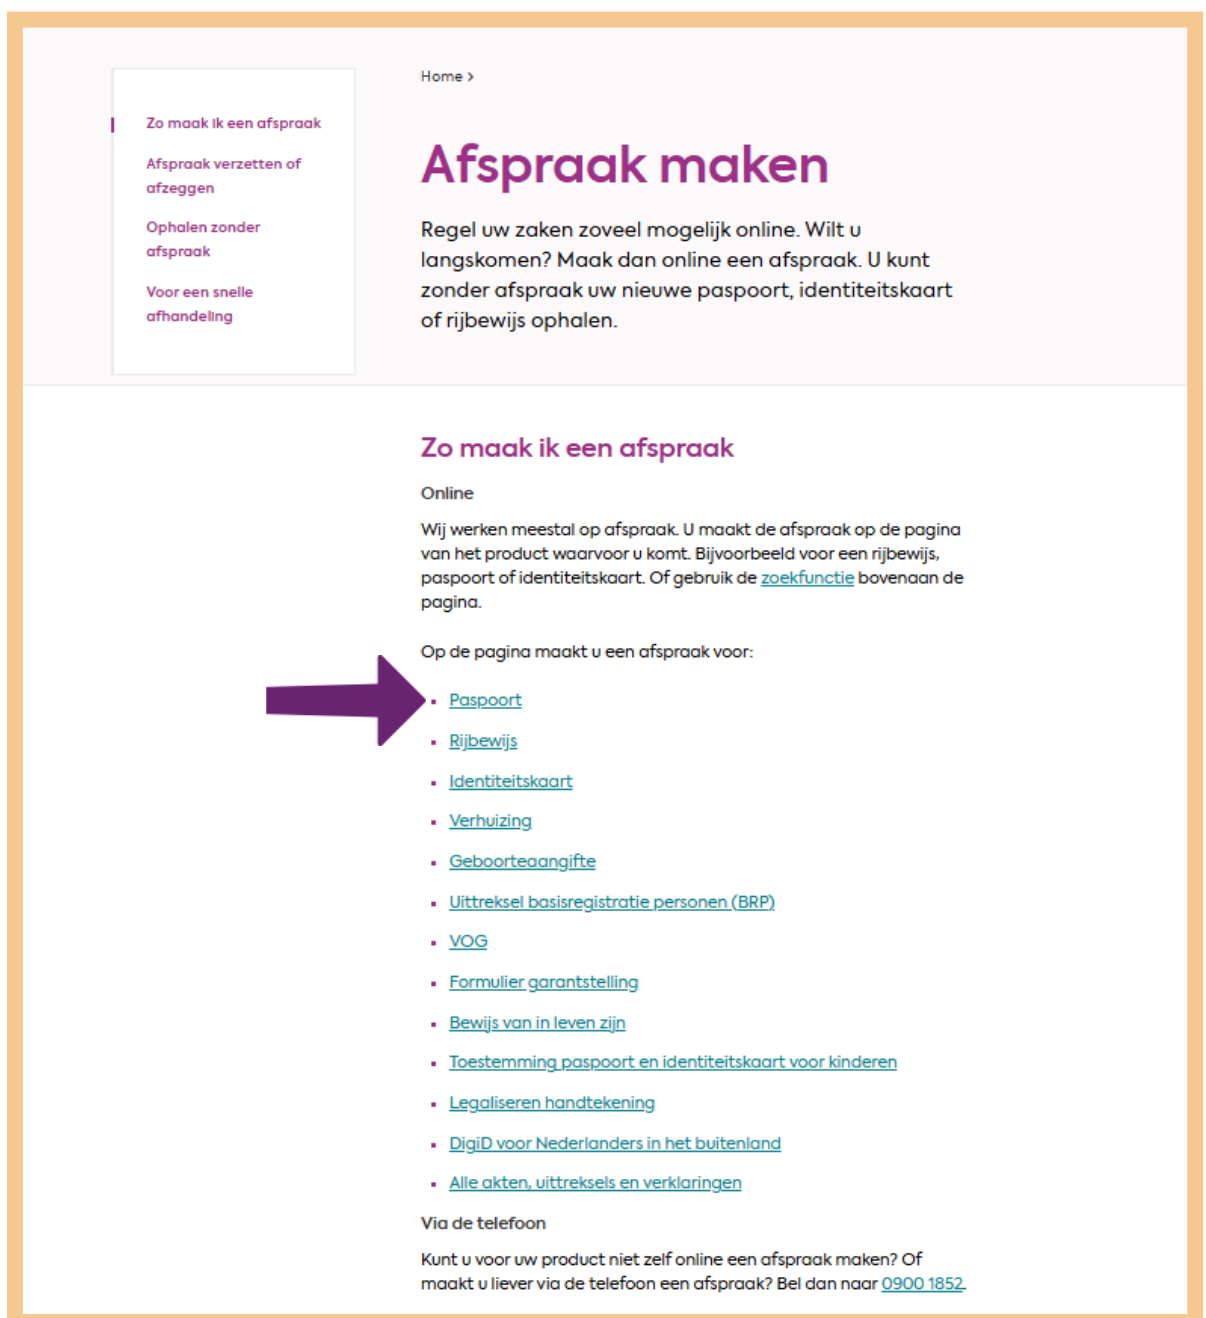 Home >
Zo maak ik een afspraak
Afspraak verzetten of
afzeggen
Ophalen zonder
afspraak
Voor een snelle
afhandeling
Afspraak maken
Regel uw zaken zoveel mogelijk online. Wilt u
langskomen? Maak dan online een afspraak. U kunt
zonder afspraak uw nieuwe paspoort, identiteitskaart
of rijbewijs ophalen.
Zo maak ik een afspraak
Online
Wij werken meestal op afspraak. U maakt de afspraak op de pagina
van het product waarvoor u komt. Bijvoorbeeld voor een rijbewijs,
paspoort of identiteitskaart. Of gebruik de zoekfunctie bovenaan de
pagina.
Op de pagina maakt u een afspraak voor:
Paspoort
Rijbewijs
Identiteitskaart
Verhuizing
Geboorteaangifte
Uittreksel basisregistratie personen (BRP)
VOG
Formulier garantstelling
Bewijs van in leven zijn
Toestemming paspoort en identiteitskaart voor kinderen
Legaliseren handtekening
DigiD voor Nederlanders in het buitenland
Alle akten, uittreksels en verklaringen
Via de telefoon
Kunt u voor uw product niet zelf online een afspraak maken? Of
maakt u liever via de telefoon een afspraak? Bel dan naar 0900 1852.